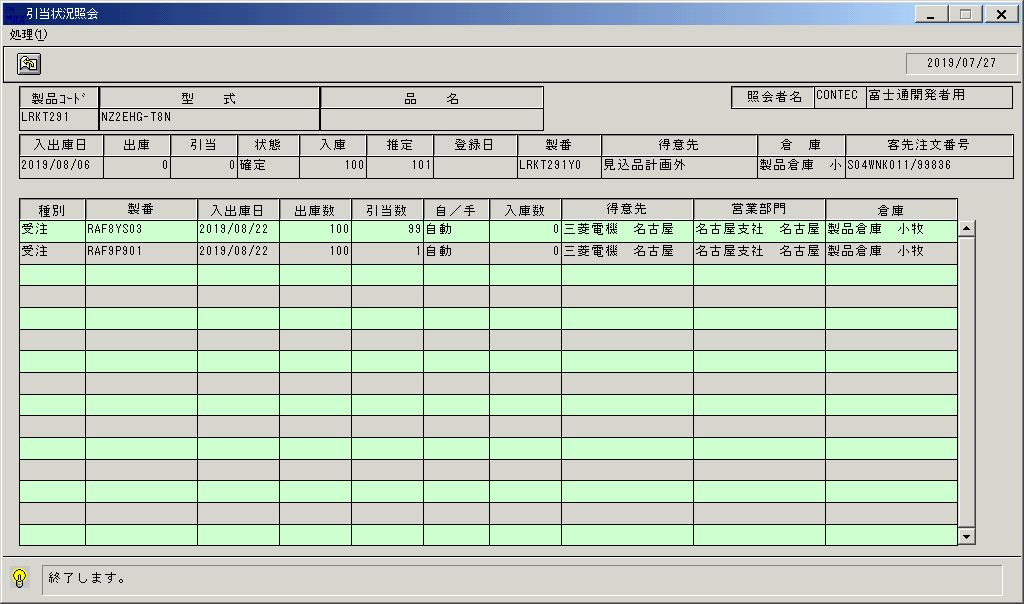 引当状況照会
処理(1)
2019/07/27
製品ｺｰﾄﾞ 型　式 品　名 照会者名 CONTEC 富士通開発者用
LRKT291 NZ2EHG-T8N
入出庫日 出庫 引当 状態 入庫 推定 登録日 製番 得意先 倉　庫 客先注文番号
2019/08/06 0 0 確定 100 101 LRKT291Y0 見込品計画外 製品倉庫　小 S04WNK011/99836
種別 製番 入出庫日 出庫数 引当数 自／手 入庫数 得意先 営業部門 倉庫
受注 RAF8YS03 2019/08/22 100 99 自動 0 三菱電機　名古屋 名古屋支社　名古屋 製品倉庫　小牧
受注 RAF9P901 2019/08/22 100 1 自動 0 三菱電機　名古屋 名古屋支社　名古屋 製品倉庫　小牧
終了します。